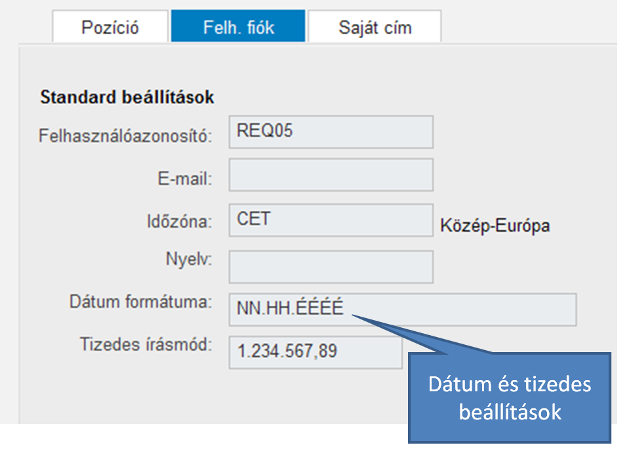 Pozíció Felh. fiók Saját cím
Standard beállítások
Felhasználóazonosító: REQ05
E-mail:
Időzóna: CET Közép-Európa
Nyelv:
Dátum formátuma: NN.HH.ÉÉÉÉ
Tizedes írásmód: 1.234.567,89
Dátum és tizedes
beállítások